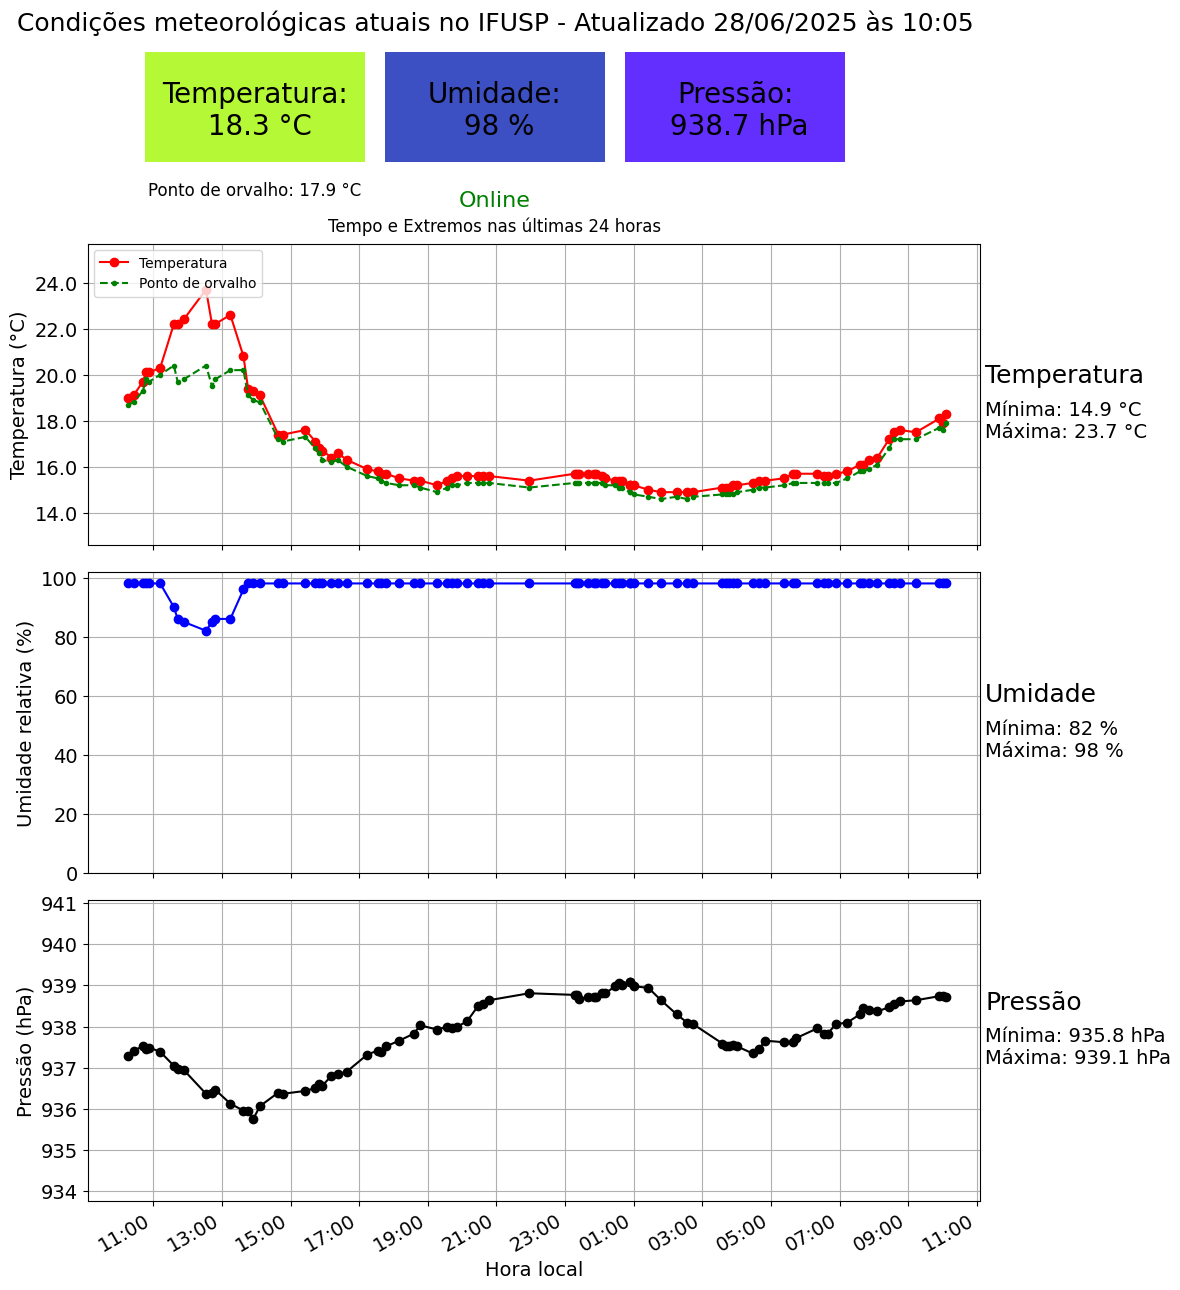 Condições meteorológicas atuais no IFUSP - Atualizado 28/06/2025 às 10:05
Temperatura:
18.3 °C
Umidade:
98 %
Pressão:
938.7 hPa
Ponto de orvalho: 17.9 °C
Online
Tempo e Extremos nas últimas 24 horas
Temperatura
Ponto de orvalho
Temperatura (°C)
24.0
22.0
20.0
18.0
16.0
14.0
Temperatura
Mínima: 14.9 °C
Máxima: 23.7 °C
Umidade relativa (%)
100
80
60
40
20
0
Umidade
Mínima: 82 %
Máxima: 98 %
Pressão (hPa)
941
940
939
938
937
936
935
934
Pressão
Mínima: 935.8 hPa
Máxima: 939.1 hPa
11:00
13:00
15:00
17:00
19:00
21:00
23:00
01:00
03:00
05:00
07:00
09:00
11:00
Hora local